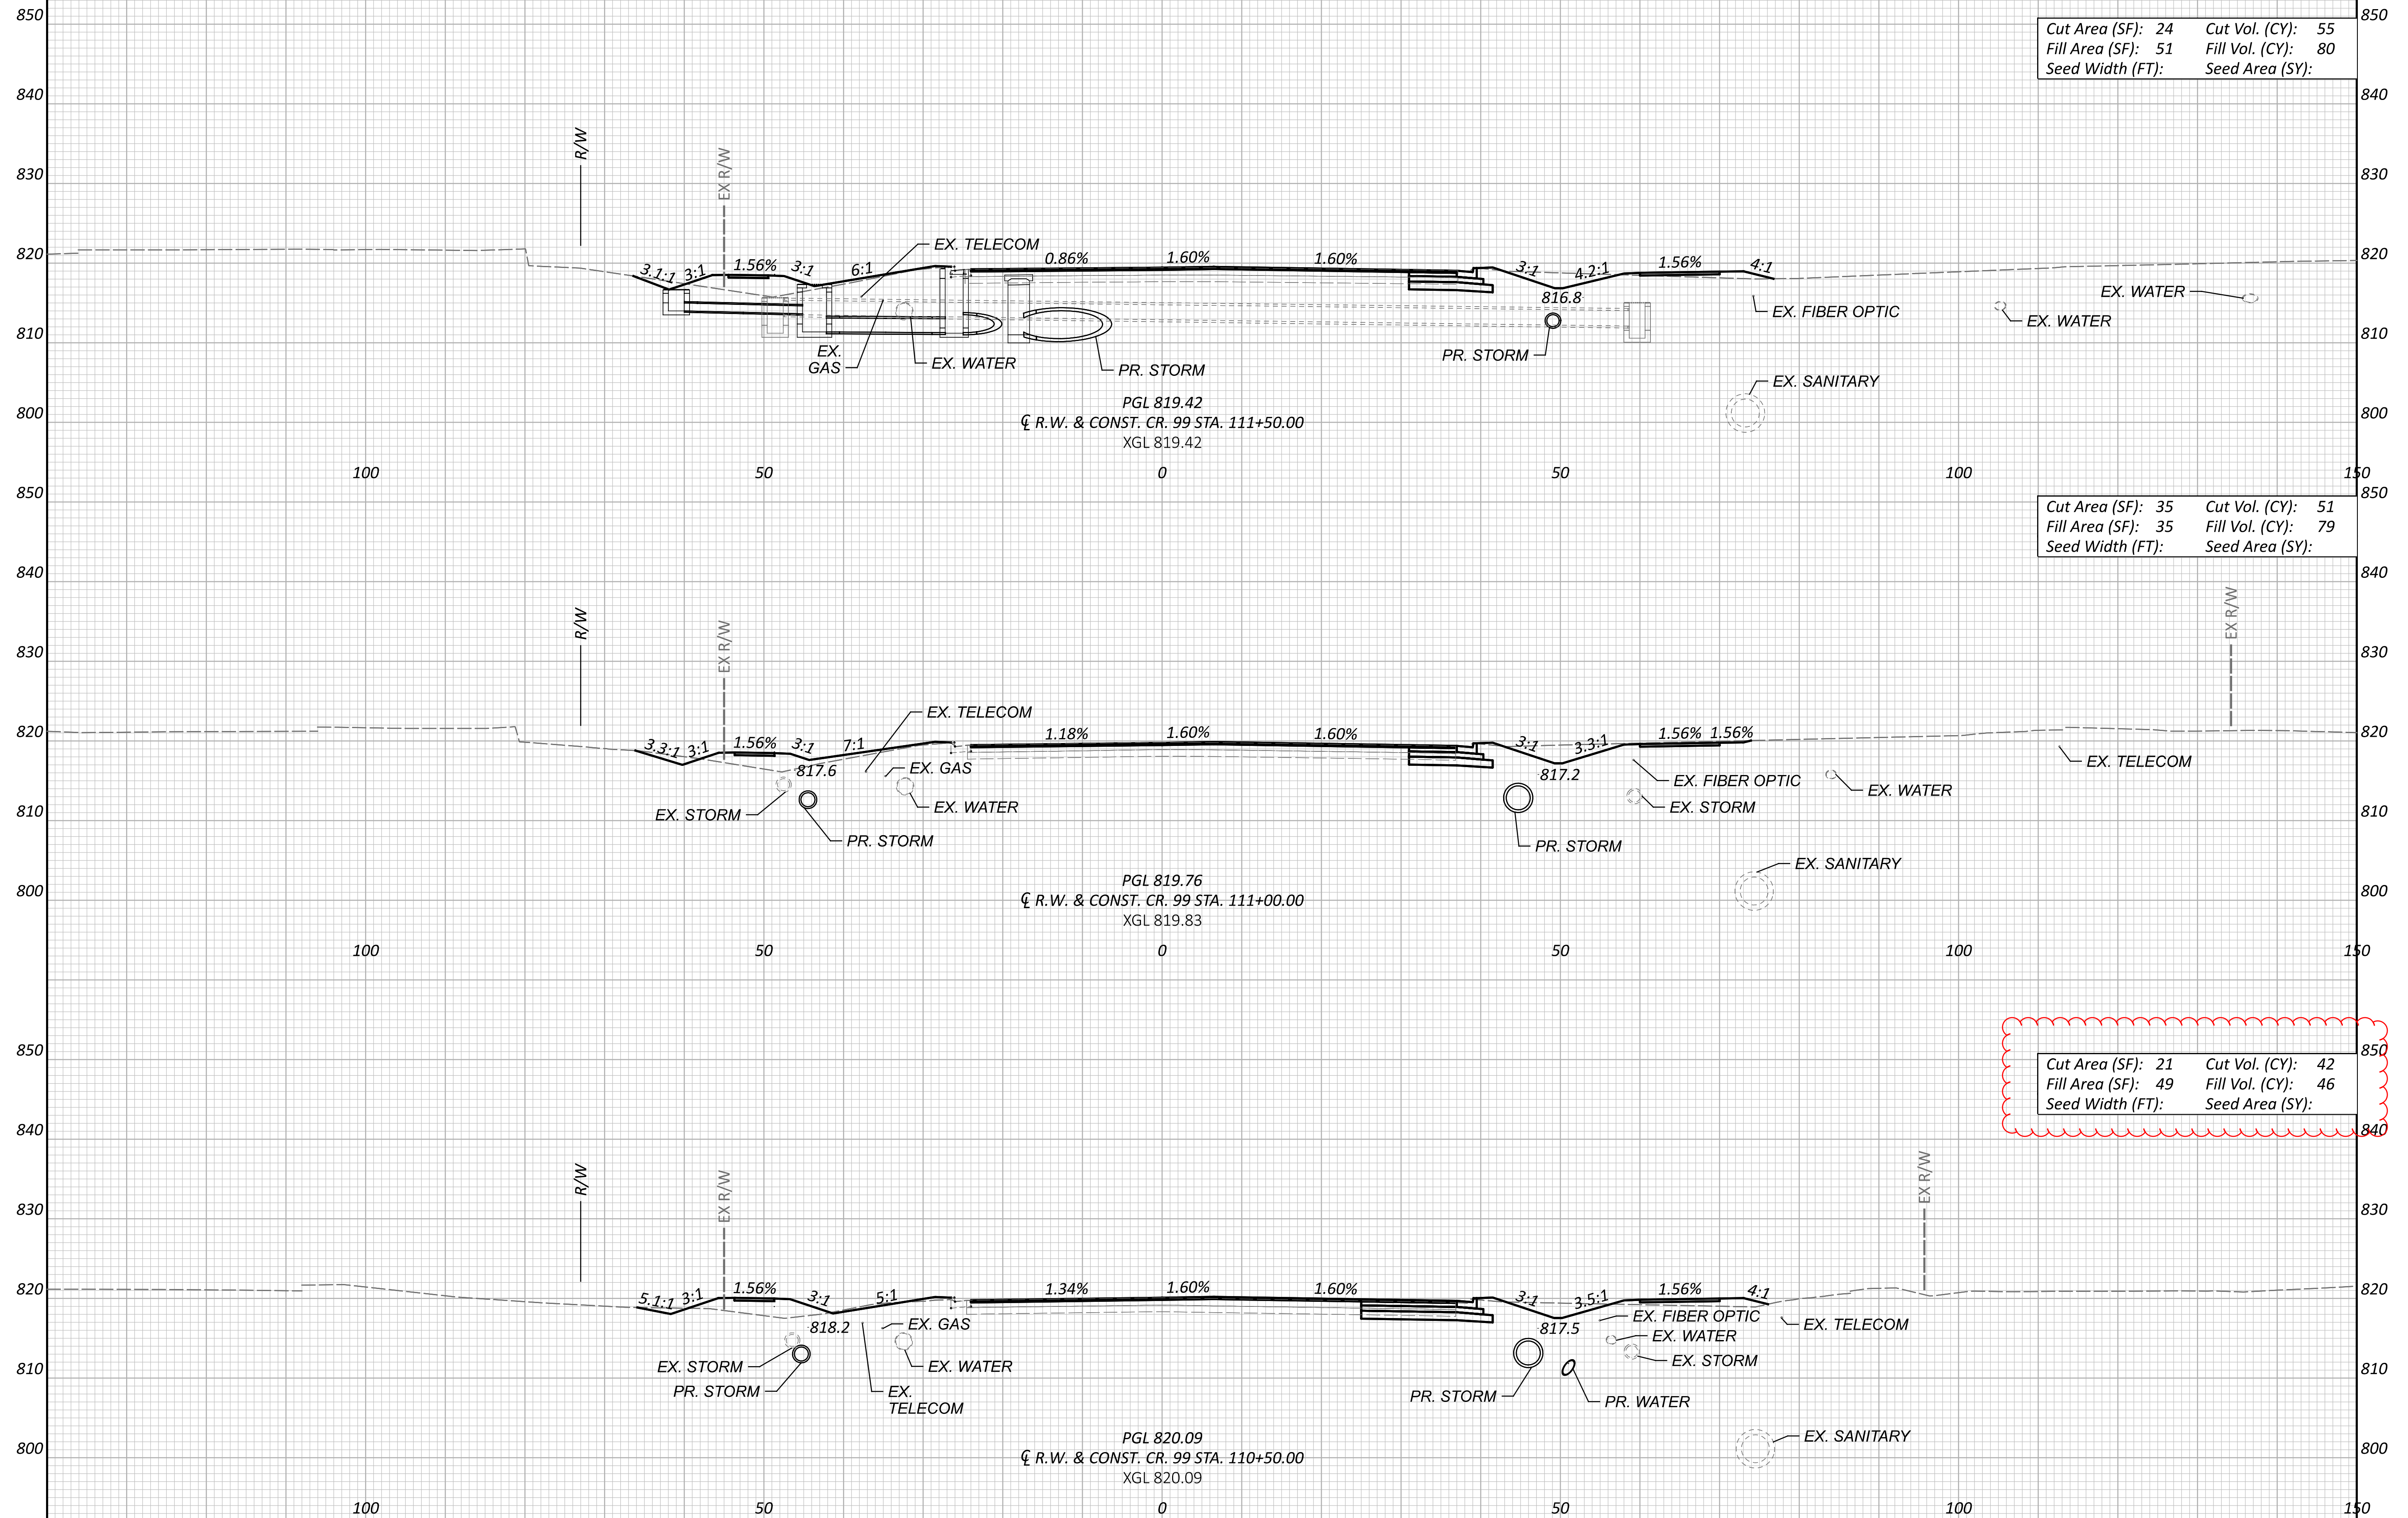 850
850
Cut Area (SF): 24 Cut Vol. (CY): 55
Fill Area (SF): 51 Fill Vol. (CY): 80
Seed Width (FT): Seed Area (SY):
840
840
R/W
EX R/W
830
830
EX. TELECOM
820
3.1:1
3:1
1.56%
3:1
6:1
0.86%
1.60%
1.60%
3:1
4.2:1
1.56%
4:1
820
816.8
EX. WATER
EX. FIBER OPTIC
EX. WATER
810
810
EX.
GAS
EX. WATER
PR. STORM
PR. STORM
EX. SANITARY
800
PGL 819.42
800
℄ R.W. & CONST. CR. 99 STA. 111+50.00
XGL 819.42
100
50
0
50
100
150
850
850
Cut Area (SF): 35 Cut Vol. (CY): 51
Fill Area (SF): 35 Fill Vol. (CY): 79
Seed Width (FT): Seed Area (SY):
840
840
R/W
EX R/W
EX R/W
830
830
EX. TELECOM
820
3.3:1
3:1
1.56%
3:1
7:1
1.18%
1.60%
1.60%
3:1
3.3:1
1.56%
1.56%
820
817.6
EX. GAS
817.2
EX. FIBER OPTIC
EX. TELECOM
EX. WATER
810
EX. STORM
EX. WATER
EX. STORM
810
PR. STORM
PR. STORM
EX. SANITARY
800
PGL 819.76
800
℄ R.W. & CONST. CR. 99 STA. 111+00.00
XGL 819.83
100
50
0
50
100
150
850
850
Cut Area (SF): 21 Cut Vol. (CY): 42
Fill Area (SF): 49 Fill Vol. (CY): 46
Seed Width (FT): Seed Area (SY):
840
840
R/W
EX R/W
EX R/W
830
830
820
5.1:1
3:1
1.56%
3:1
5:1
1.34%
1.60%
1.60%
3:1
3.5:1
1.56%
4:1
820
818.2
EX. GAS
817.5
EX. FIBER OPTIC
EX. TELECOM
EX. WATER
EX. STORM
EX. WATER
EX. STORM
810
810
PR. STORM
EX.
TELECOM
PR. STORM
PR. WATER
EX. SANITARY
800
PGL 820.09
800
℄ R.W. & CONST. CR. 99 STA. 110+50.00
XGL 820.09
100
50
0
50
100
150